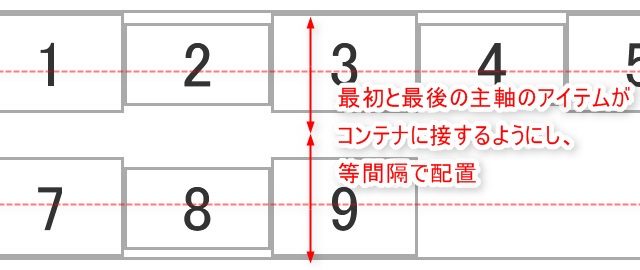 1 2 3 4 5
最初と最後の主軸のアイテムが
コンテナに接するようにし、
等間隔で配置
7 8 9